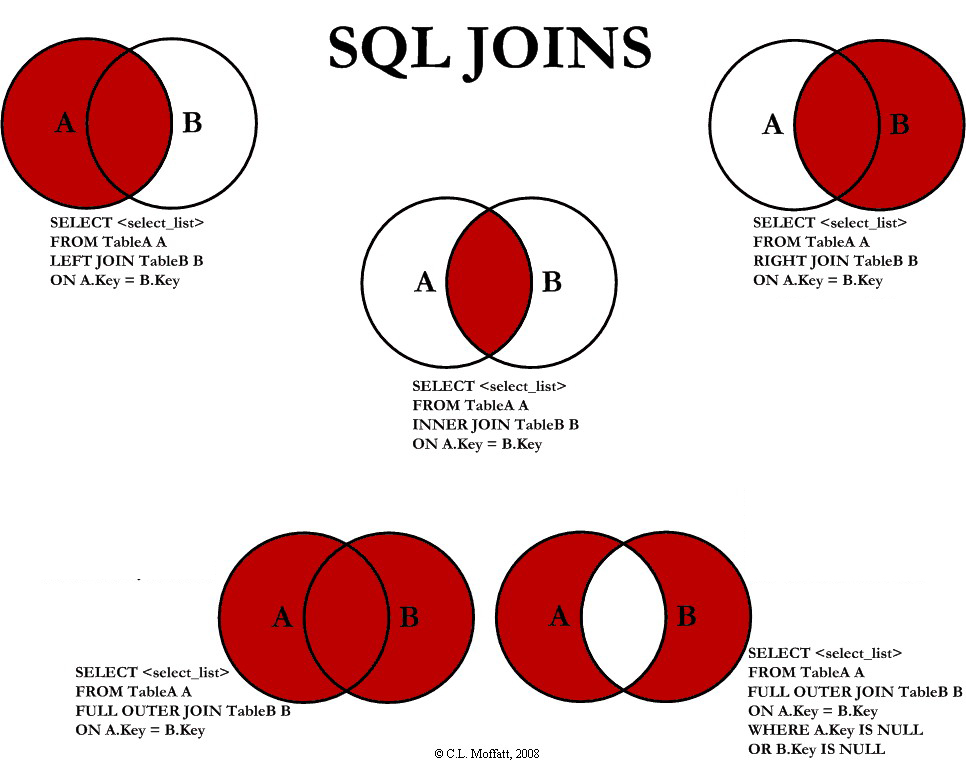 SQL JOINS
A
B
SELECT <select_list>
FROM TableA A
LEFT JOIN TableB B
ON A.Key = B.Key
A
B
SELECT <select_list>
FROM TableA A
RIGHT JOIN TableB B
ON A.Key = B.Key
A
B
SELECT <select_list>
FROM TableA A
INNER JOIN TableB B
ON A.Key = B.Key
A
B
SELECT <select_list>
FROM TableA A
FULL OUTER JOIN TableB B
ON A.Key = B.Key
A
B
SELECT <select_list>
FROM TableA A
FULL OUTER JOIN TableB B
ON A.Key = B.Key
WHERE A.Key IS NULL
OR B.Key IS NULL
© C.L. Moffatt, 2008